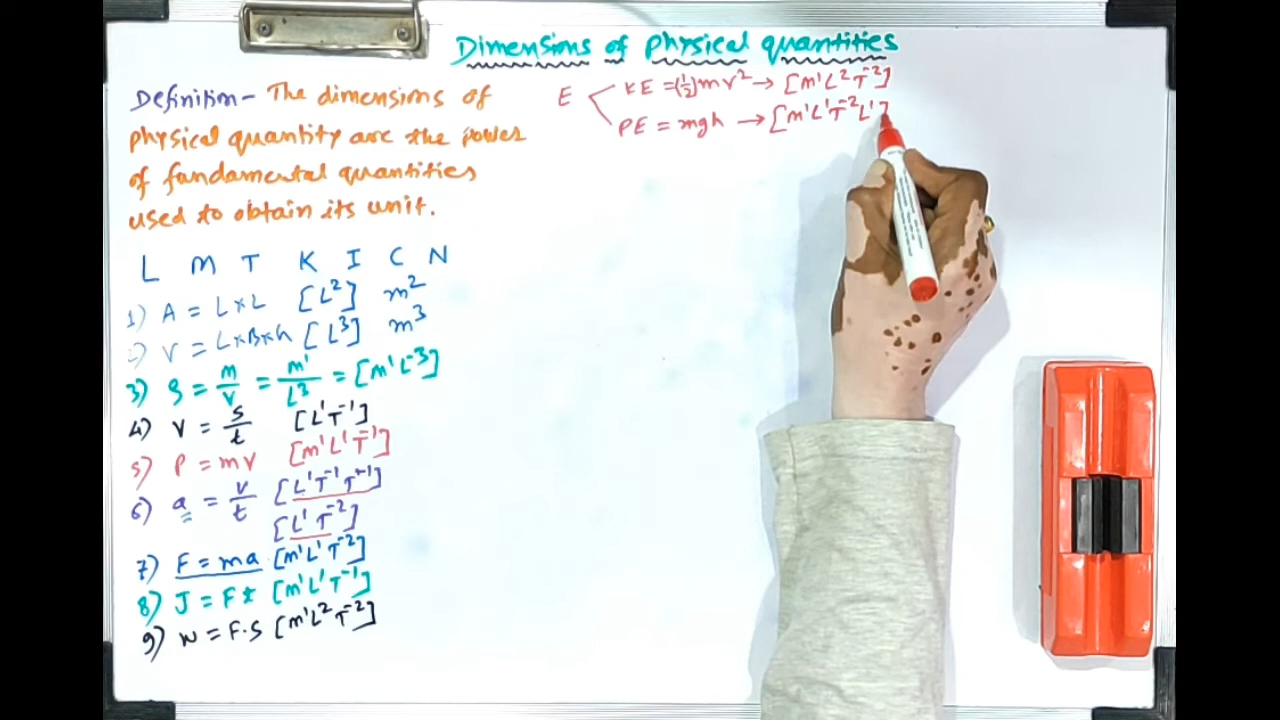 Dimensions of physical quantities
Definition- The dimensions of
physical quantity are the power
of fundamental quantities
used to obtain its unit.
L M T K I C N
1) A = L×L [L²] m²
2) V = L×B×h [L³] m³
3) ρ = m/V = m¹/L³ = [m¹L⁻³]
4) v = s/t [L¹T⁻¹]
5) P = mv [m¹L¹T⁻¹]
6) a = v/t [L¹T⁻¹T⁻¹]
[L¹T⁻²]
7) F = ma [m¹L¹T⁻²]
8) J = F t [m¹L¹T⁻¹]
9) W = F.S [m¹L²T⁻²]
E
KE = (1/2)mv² → [m¹L²T⁻²]
PE = mgh → [m¹L¹T⁻²L¹]